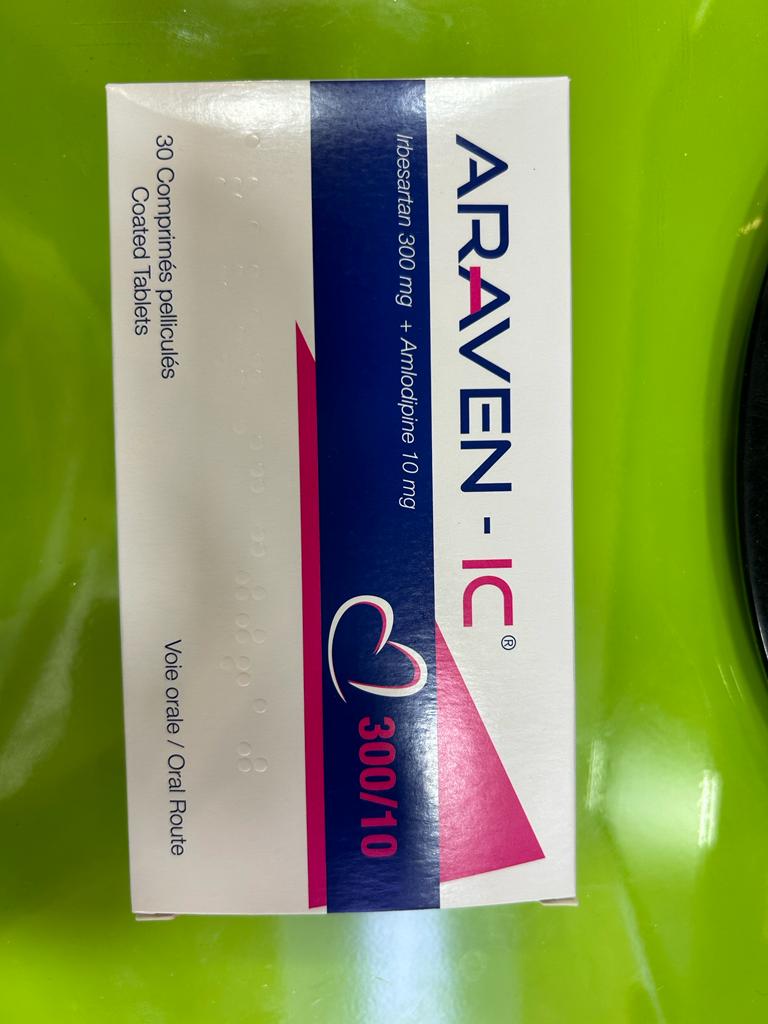 ARAVEN - IC®
Irbesartan 300 mg + Amlodipine 10 mg
300/10
30 Comprimés pelliculés
Coated Tablets
Voie orale / Oral Route